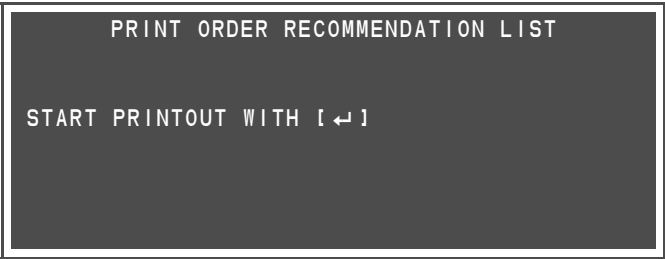 PRINT ORDER RECOMMENDATION LIST
START PRINTOUT WITH [↵]